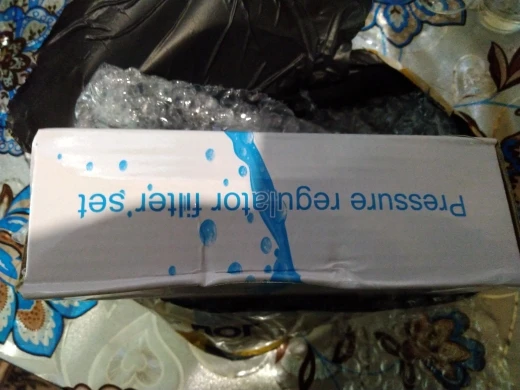 Pressure regulator filter set